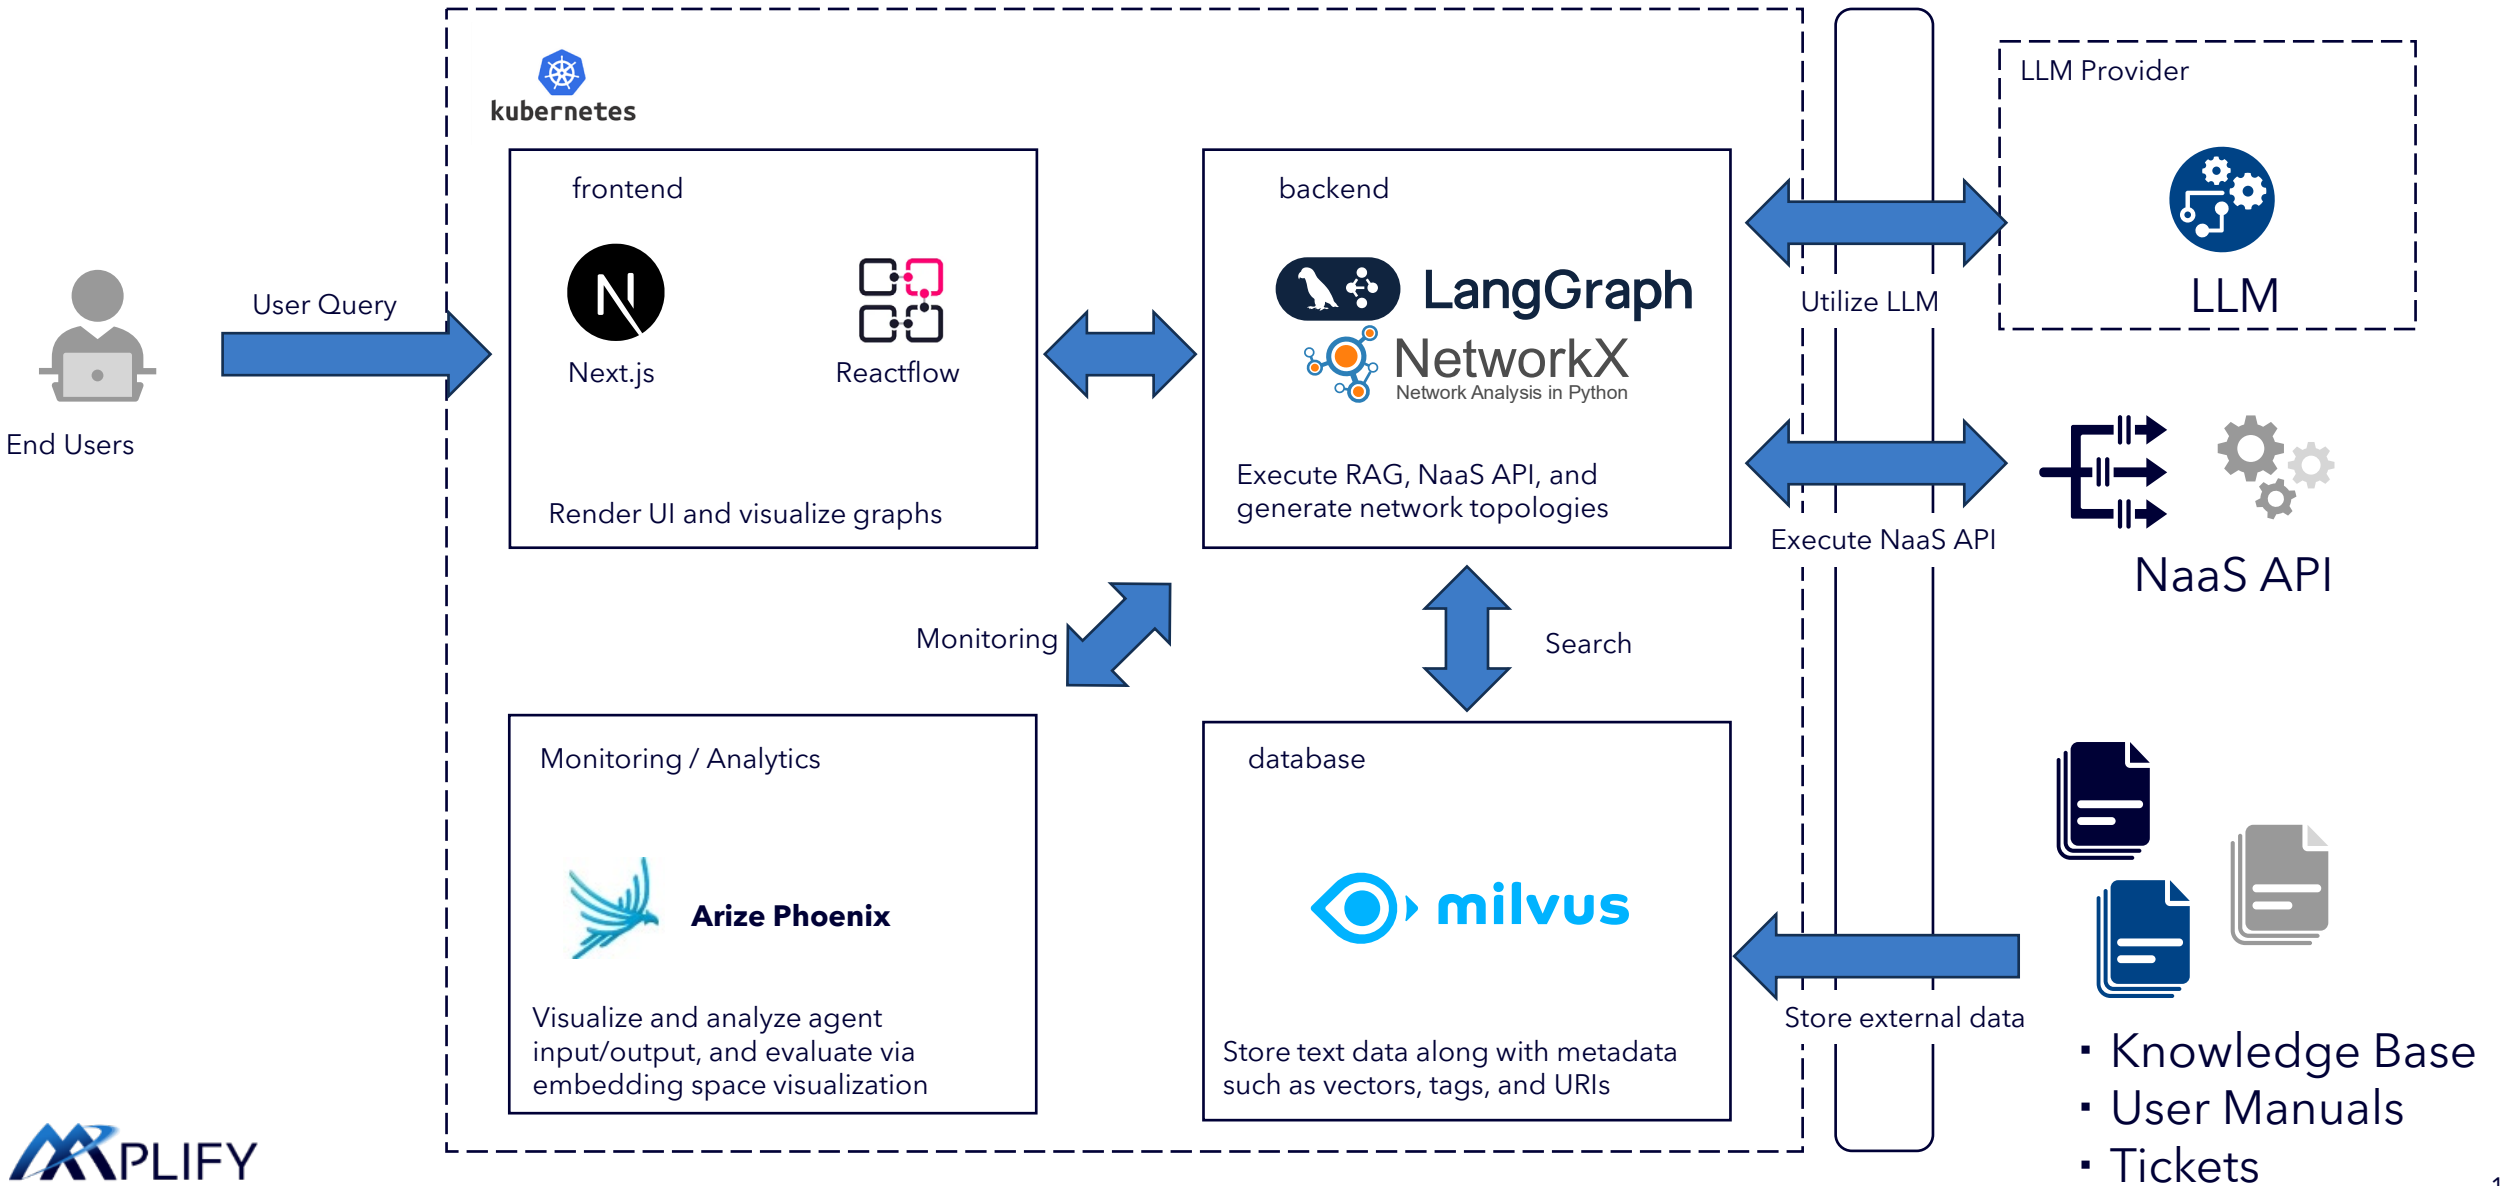 kubernetes
LLM Provider
frontend
backend
User Query
LangGraph
Utilize LLM
LLM
NetworkX
Network Analysis in Python
Next.js
Reactflow
End Users
Execute RAG, NaaS API, and
generate network topologies
Render UI and visualize graphs
Execute NaaS API
NaaS API
Monitoring
Search
Monitoring / Analytics
database
Arize Phoenix
milvus
Visualize and analyze agent
input/output, and evaluate via
embedding space visualization
Store text data along with metadata
such as vectors, tags, and URIs
Store external data
▪ Knowledge Base
▪ User Manuals
▪ Tickets
MPLIFY
1